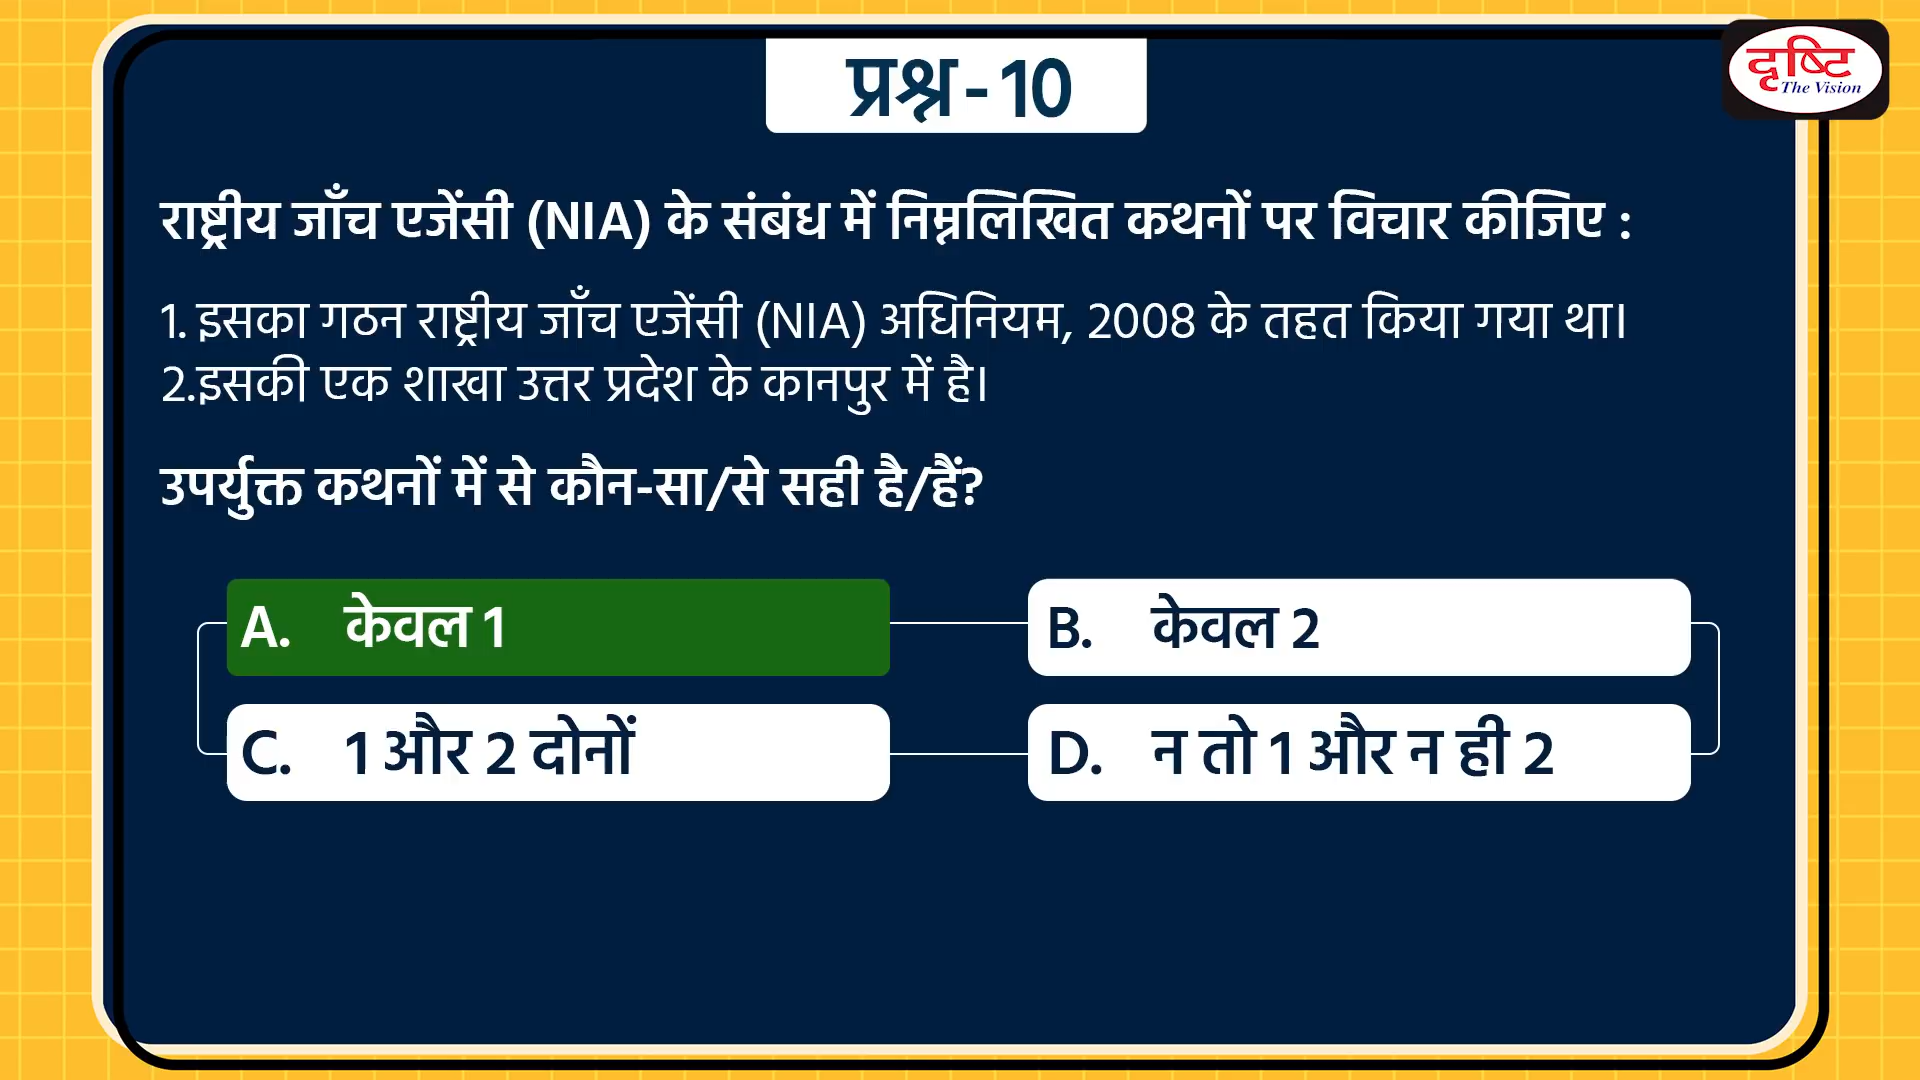 प्रश्न - 10
दृष्टि
The Vision
राष्ट्रीय जाँच एजेंसी (NIA) के संबंध में निम्नलिखित कथनों पर विचार कीजिए :
1. इसका गठन राष्ट्रीय जाँच एजेंसी (NIA) अधिनियम, 2008 के तहत किया गया था।
2.इसकी एक शाखा उत्तर प्रदेश के कानपुर में है।
उपर्युक्त कथनों में से कौन-सा/से सही है/हैं?
A. केवल 1
B. केवल 2
C. 1 और 2 दोनों
D. न तो 1 और न ही 2